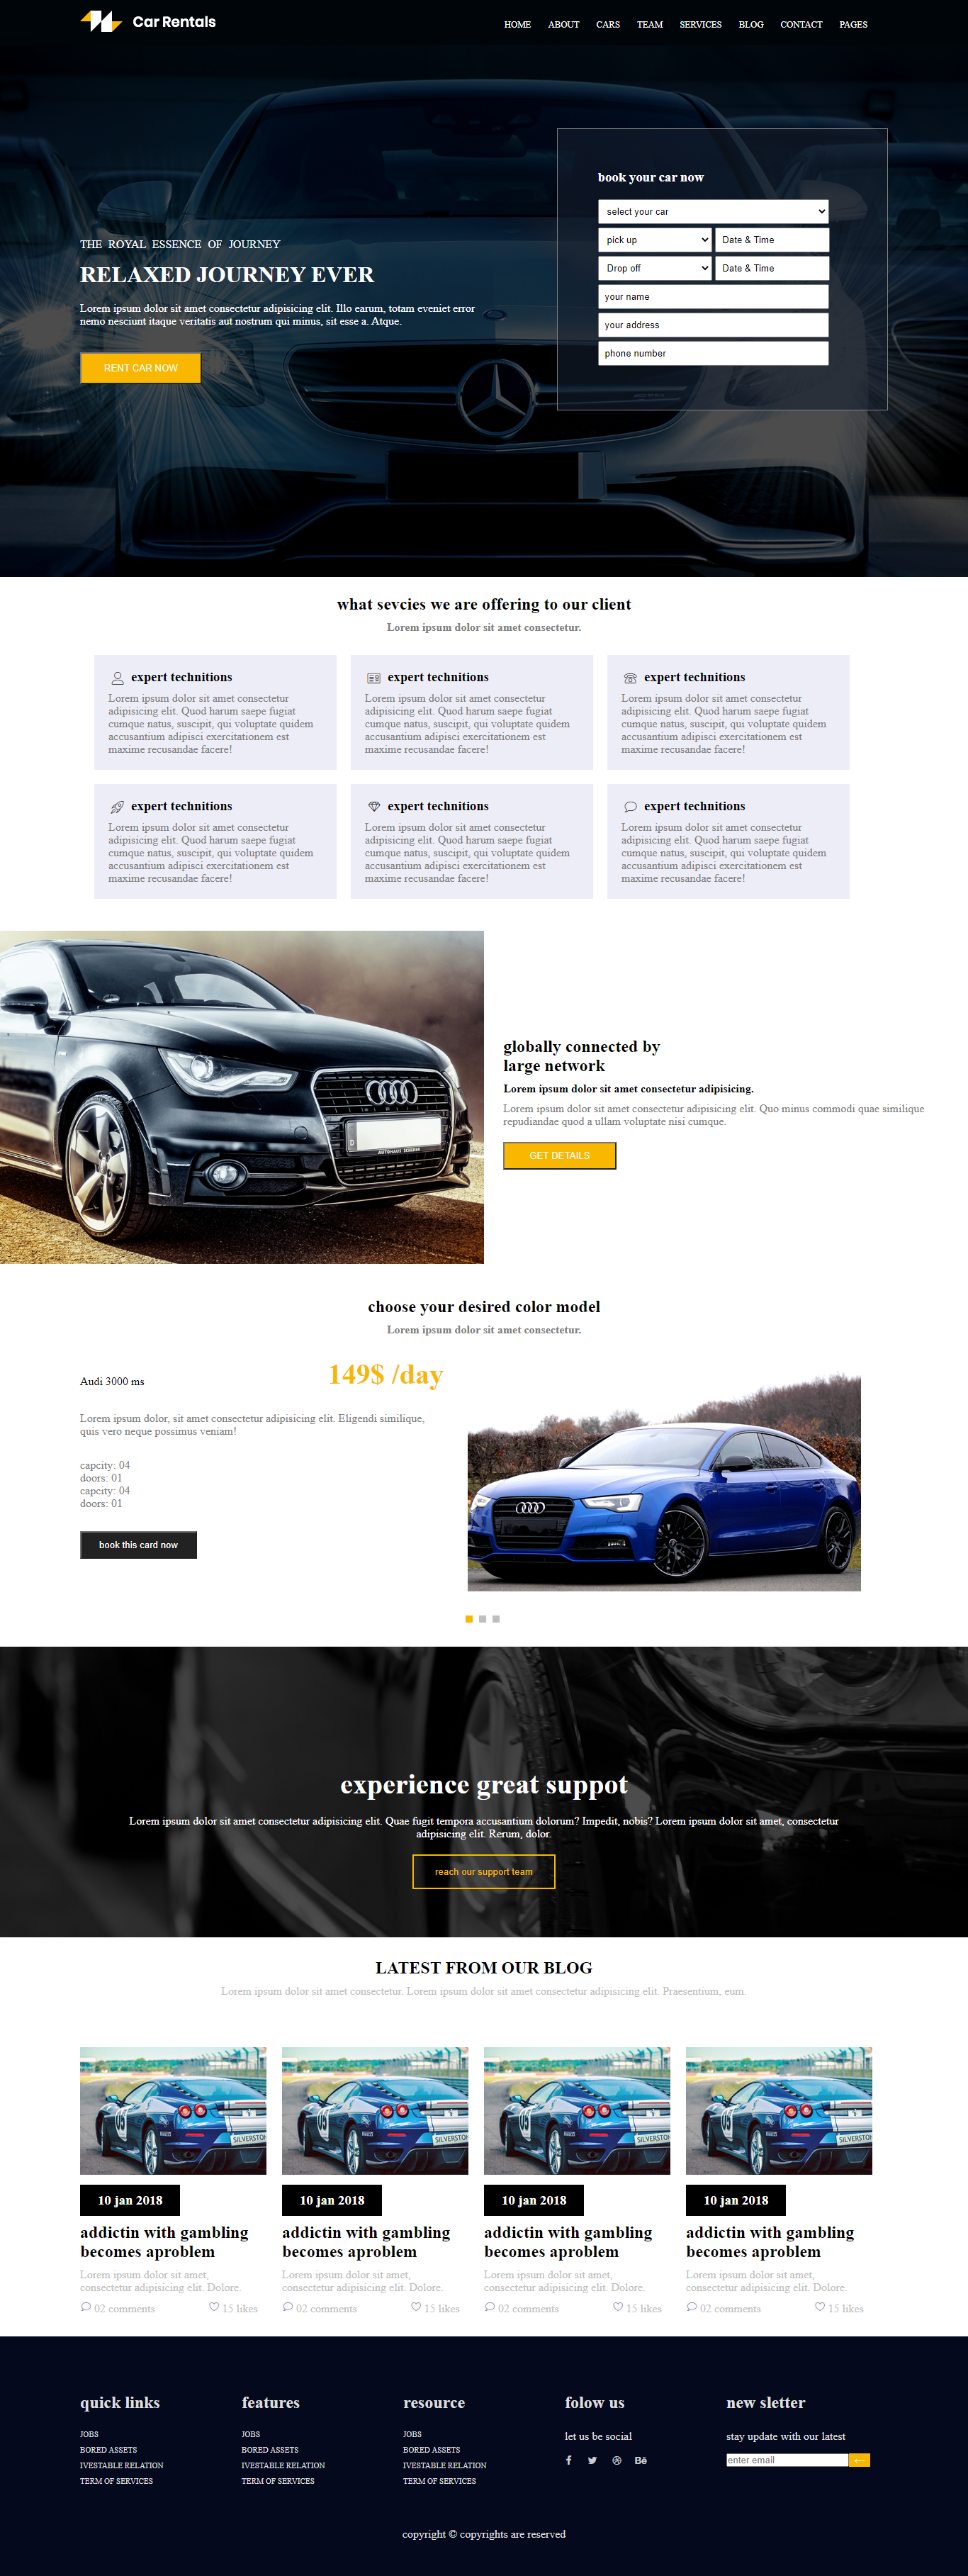 Car Rentals
HOME ABOUT CARS TEAM SERVICES BLOG CONTACT PAGES
THE ROYAL ESSENCE OF JOURNEY
RELAXED JOURNEY EVER
Lorem ipsum dolor sit amet consectetur adipisicing elit. Illo earum, totam eveniet error
nemo nesciunt itaque veritatis aut nostrum qui minus, sit esse a. Atque.
RENT CAR NOW
book your car now
select your car
pick up Date & Time
Drop off Date & Time
your name
your address
phone number
what sevcies we are offering to our client
Lorem ipsum dolor sit amet consectetur.
expert technitions
Lorem ipsum dolor sit amet consectetur
adipisicing elit. Quod harum saepe fugiat
cumque natus, suscipit, qui voluptate quidem
accusantium adipisci exercitationem est
maxime recusandae facere!
expert technitions
Lorem ipsum dolor sit amet consectetur
adipisicing elit. Quod harum saepe fugiat
cumque natus, suscipit, qui voluptate quidem
accusantium adipisci exercitationem est
maxime recusandae facere!
expert technitions
Lorem ipsum dolor sit amet consectetur
adipisicing elit. Quod harum saepe fugiat
cumque natus, suscipit, qui voluptate quidem
accusantium adipisci exercitationem est
maxime recusandae facere!
expert technitions
Lorem ipsum dolor sit amet consectetur
adipisicing elit. Quod harum saepe fugiat
cumque natus, suscipit, qui voluptate quidem
accusantium adipisci exercitationem est
maxime recusandae facere!
expert technitions
Lorem ipsum dolor sit amet consectetur
adipisicing elit. Quod harum saepe fugiat
cumque natus, suscipit, qui voluptate quidem
accusantium adipisci exercitationem est
maxime recusandae facere!
expert technitions
Lorem ipsum dolor sit amet consectetur
adipisicing elit. Quod harum saepe fugiat
cumque natus, suscipit, qui voluptate quidem
accusantium adipisci exercitationem est
maxime recusandae facere!
D
AUTOHAUS
globally connected by
large network
Lorem ipsum dolor sit amet consectetur adipisicing.
Lorem ipsum dolor sit amet consectetur adipisicing elit. Quo minus commodi quae similique
repudiandae quod a ullam voluptate nisi cumque.
GET DETAILS
choose your desired color model
Lorem ipsum dolor sit amet consectetur.
Audi 3000 ms
149$ /day
Lorem ipsum dolor, sit amet consectetur adipisicing elit. Eligendi similique,
quis vero neque possimus veniam!
capcity: 04
doors: 01
capcity: 04
doors: 01
book this card now
experience great suppot
Lorem ipsum dolor sit amet consectetur adipisicing elit. Quae fugit tempora accusantium dolorum? Impedit, nobis? Lorem ipsum dolor sit amet, consectetur
adipisicing elit. Rerum, dolor.
reach our support team
LATEST FROM OUR BLOG
Lorem ipsum dolor sit amet consectetur. Lorem ipsum dolor sit amet consectetur adipisicing elit. Praesentium, eum.
05
SILVERSTON
10 jan 2018
addictin with gambling
becomes aproblem
Lorem ipsum dolor sit amet,
consectetur adipisicing elit. Dolore.
02 comments 15 likes
05
SILVERSTON
10 jan 2018
addictin with gambling
becomes aproblem
Lorem ipsum dolor sit amet,
consectetur adipisicing elit. Dolore.
02 comments 15 likes
05
SILVERSTON
10 jan 2018
addictin with gambling
becomes aproblem
Lorem ipsum dolor sit amet,
consectetur adipisicing elit. Dolore.
02 comments 15 likes
05
SILVERSTON
10 jan 2018
addictin with gambling
becomes aproblem
Lorem ipsum dolor sit amet,
consectetur adipisicing elit. Dolore.
02 comments 15 likes
quick links
JOBS
BORED ASSETS
IVESTABLE RELATION
TERM OF SERVICES
features
JOBS
BORED ASSETS
IVESTABLE RELATION
TERM OF SERVICES
resource
JOBS
BORED ASSETS
IVESTABLE RELATION
TERM OF SERVICES
folow us
let us be social
Bē
new sletter
stay update with our latest
enter email
copyright © copyrights are reserved